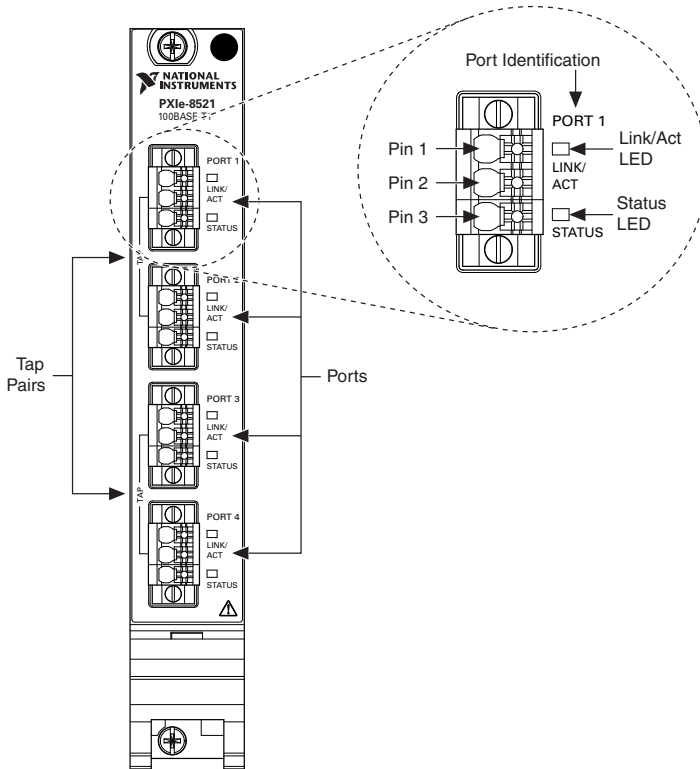 NATIONAL
INSTRUMENTS
PXIe-8521
100BASE-T1
PORT 1
LINK/
ACT
STATUS
TAP
PORT 2
LINK/
ACT
STATUS
PORT 3
LINK/
ACT
STATUS
TAP
PORT 4
LINK/
ACT
STATUS
Tap
Pairs
Ports
Port Identification
PORT 1
Pin 1
Pin 2
Pin 3
Link/Act
LED
LINK/
ACT
Status
LED
STATUS